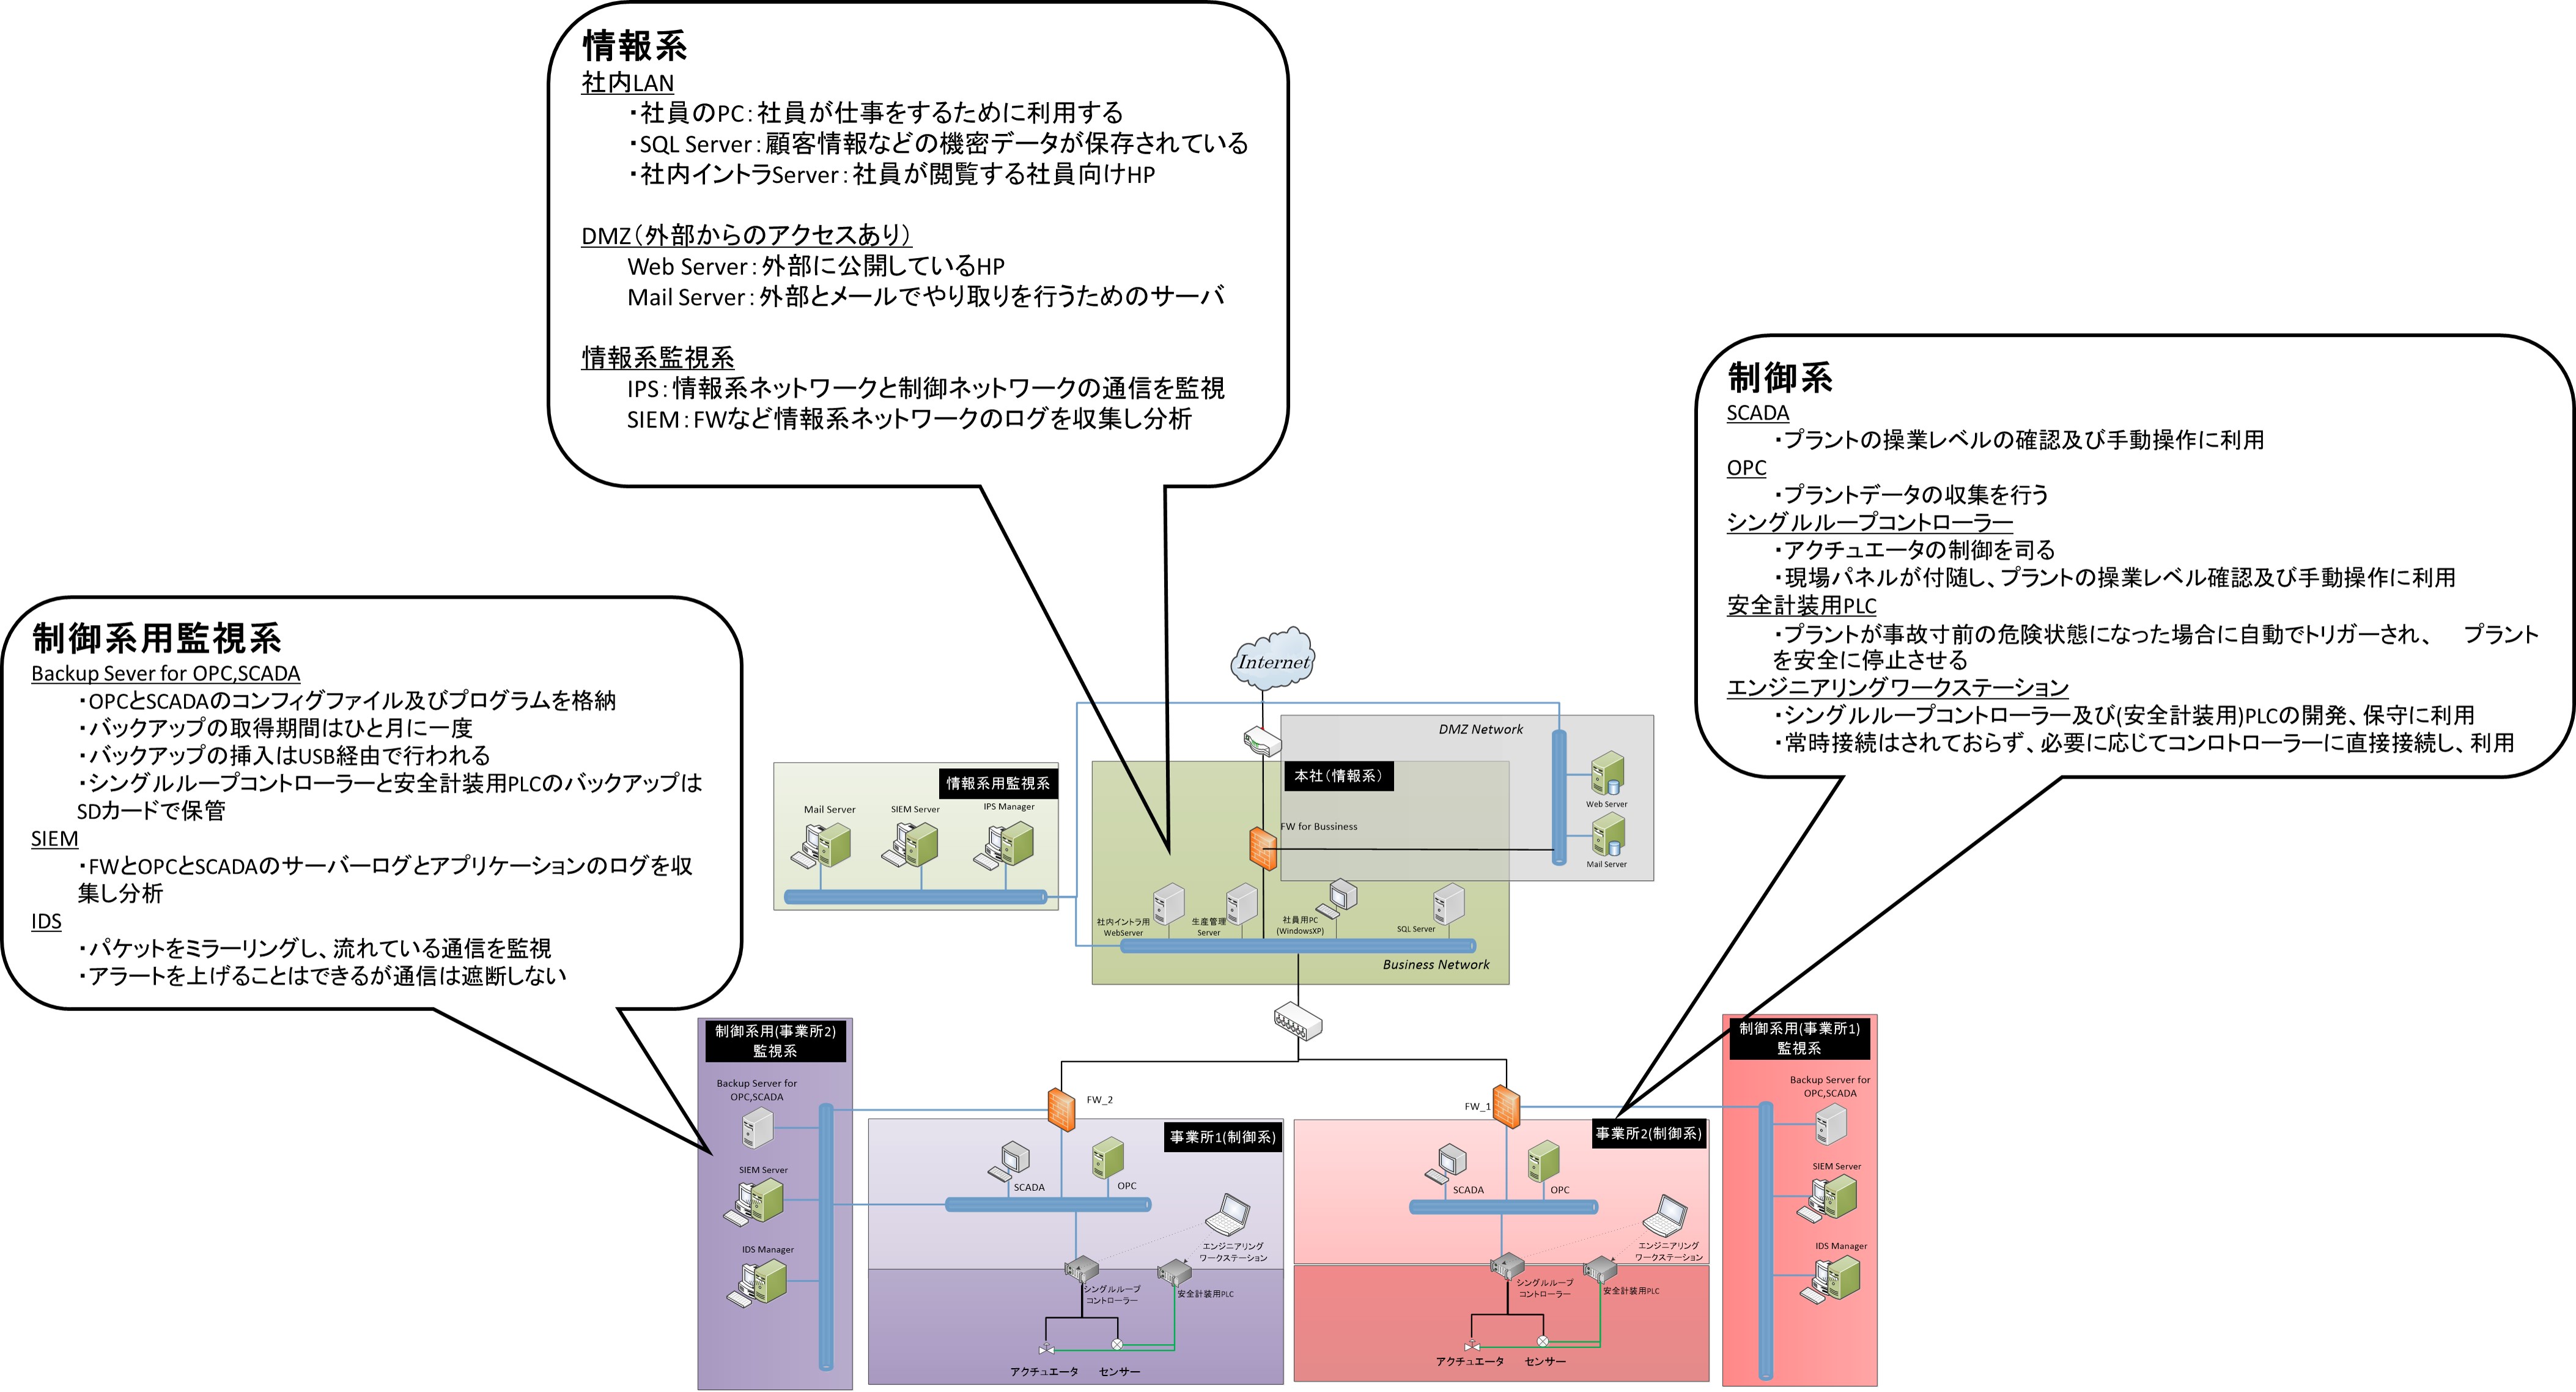 情報系
社内LAN
・社員のPC：社員が仕事をするために利用する
・SQL Server：顧客情報などの機密データが保存されている
・社内イントラServer：社員が閲覧する社員向けHP
DMZ（外部からのアクセスあり）
Web Server：外部に公開しているHP
Mail Server：外部とメールでやり取りを行うためのサーバ
情報系監視系
IPS：情報系ネットワークと制御ネットワークの通信を監視
SIEM：FWなど情報系ネットワークのログを収集し分析
制御系
SCADA
・プラントの操業レベルの確認及び手動操作に利用
OPC
・プラントデータの収集を行う
シングルループコントローラー
・アクチュエータの制御を司る
・現場パネルが付随し、プラントの操業レベル確認及び手動操作に利用
安全計装用PLC
・プラントが事故寸前の危険状態になった場合に自動でトリガーされ、　プラント
を安全に停止させる
エンジニアリングワークステーション
・シングルループコントローラー及び(安全計装用)PLCの開発、保守に利用
・常時接続はされておらず、必要に応じてコンロトローラーに直接接続し、利用
制御系用監視系
Backup Sever for OPC,SCADA
・OPCとSCADAのコンフィグファイル及びプログラムを格納
・バックアップの取得期間はひと月に一度
・バックアップの挿入はUSB経由で行われる
・シングルループコントローラーと安全計装用PLCのバックアップは
SDカードで保管
SIEM
・FWとOPCとSCADAのサーバーログとアプリケーションのログを収
集し分析
IDS
・パケットをミラーリングし、流れている通信を監視
・アラートを上げることはできるが通信は遮断しない
Internet
DMZ Network
本社（情報系）
Web Server
Mail Server
FW for Bussiness
情報系用監視系
Mail Server
SIEM Server
IPS Manager
社内イントラ用
WebServer
生産管理
Server
社員用PC
(WindowsXP)
SQL Server
Business Network
制御系用(事業所2)
監視系
Backup Server for
OPC,SCADA
SIEM Server
IDS Manager
FW_2
事業所1(制御系)
SCADA
OPC
エンジニアリング
ワークステーション
シングルループ
コントローラー
安全計装用PLC
アクチュエータ
センサー
FW_1
事業所2(制御系)
SCADA
OPC
エンジニアリング
ワークステーション
シングルループ
コントローラー
安全計装用PLC
アクチュエータ
センサー
制御系用(事業所1)
監視系
Backup Server for
OPC,SCADA
SIEM Server
IDS Manager